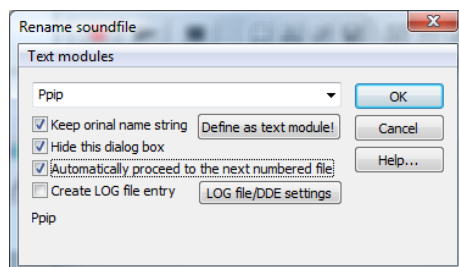 Rename soundfile
Text modules
Ppip
OK
Keep orinal name string
Define as text module!
Cancel
Hide this dialog box
Automatically proceed to the next numbered file
Help...
Create LOG file entry
LOG file/DDE settings
Ppip